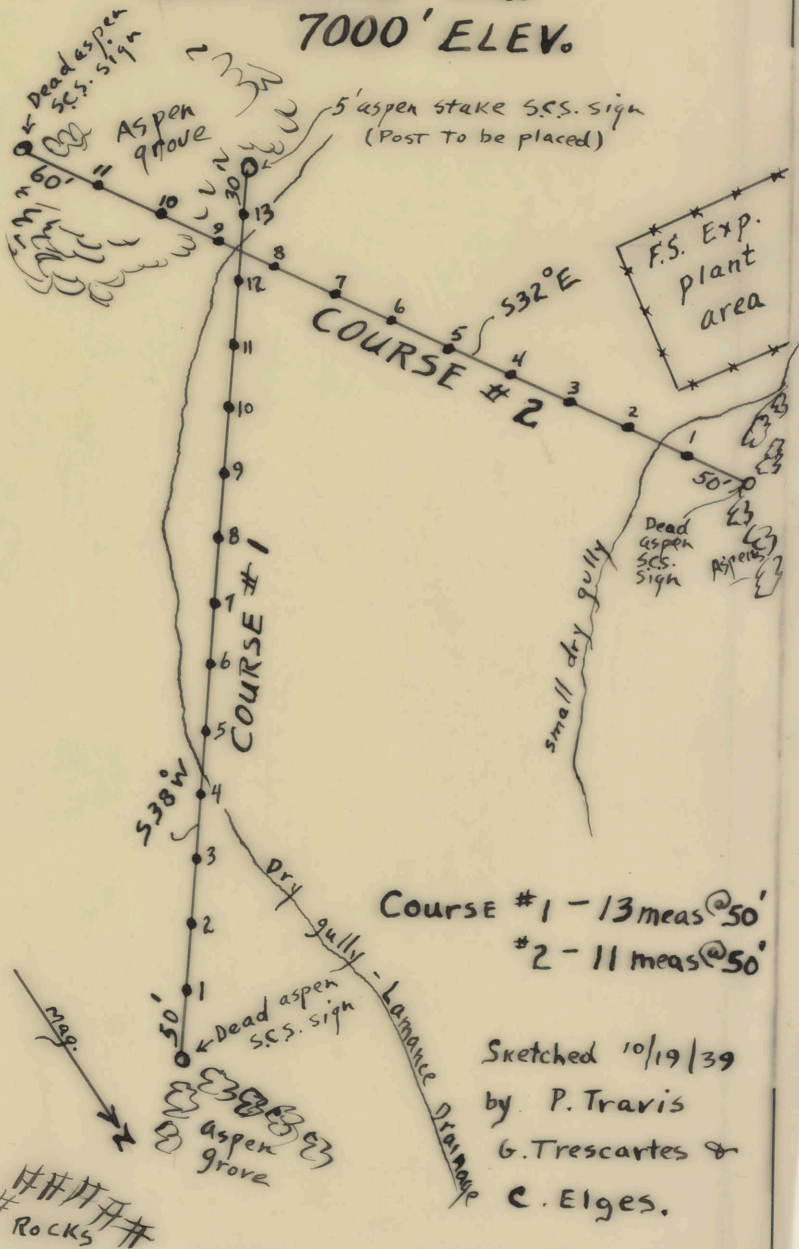 7000' ELEV.
Dead aspen
S.C.S. sign
Aspen
grove
5' aspen stake S.C.S. sign
(Post To be placed)
60'
11
10
9
8
7
6
5
4
3
2
1
50'
S32°E
COURSE #2
F.S. Exp.
plant
area
Dead
aspen
S.C.S.
sign
Aspens
small dry gully
30
13
12
11
10
9
8
7
6
5
4
3
2
1
50'
COURSE #1
S38°W
Dry gully - Lamance Drainage
Dead aspen
S.C.S. sign
Aspen
grove
Mag.
N
ROCKS
Course #1 - 13 meas @ 50'
#2 - 11 meas @ 50'
Sketched 10/19/39
by P. Travis
G. Trescartes &
C. Elges.